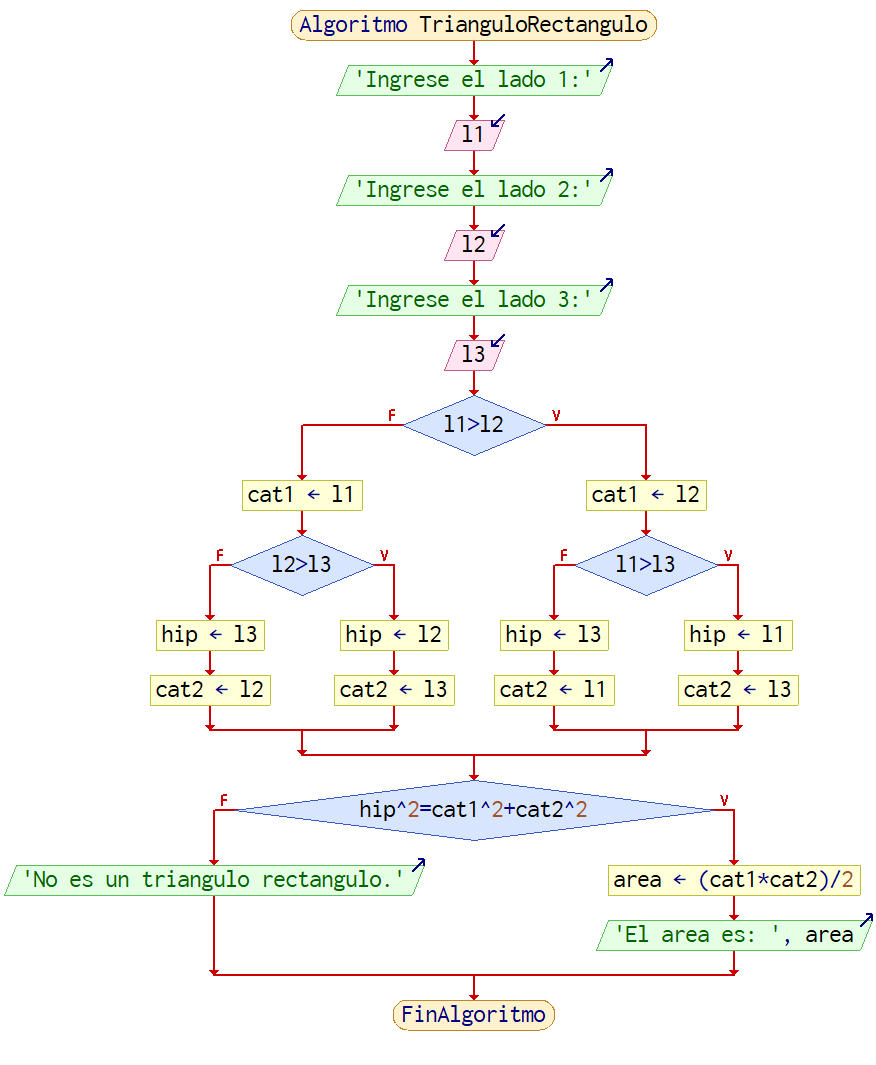 Algoritmo TrianguloRectangulo
'Ingrese el lado 1:'
l1
'Ingrese el lado 2:'
l2
'Ingrese el lado 3:'
l3
F
l1>l2
V
cat1 ← l1
cat1 ← l2
F
l2>l3
V
F
l1>l3
V
hip ← l3
hip ← l2
hip ← l3
hip ← l1
cat2 ← l2
cat2 ← l3
cat2 ← l1
cat2 ← l3
F
hip^2=cat1^2+cat2^2
V
'No es un triangulo rectangulo.'
area ← (cat1*cat2)/2
'El area es: ', area
FinAlgoritmo